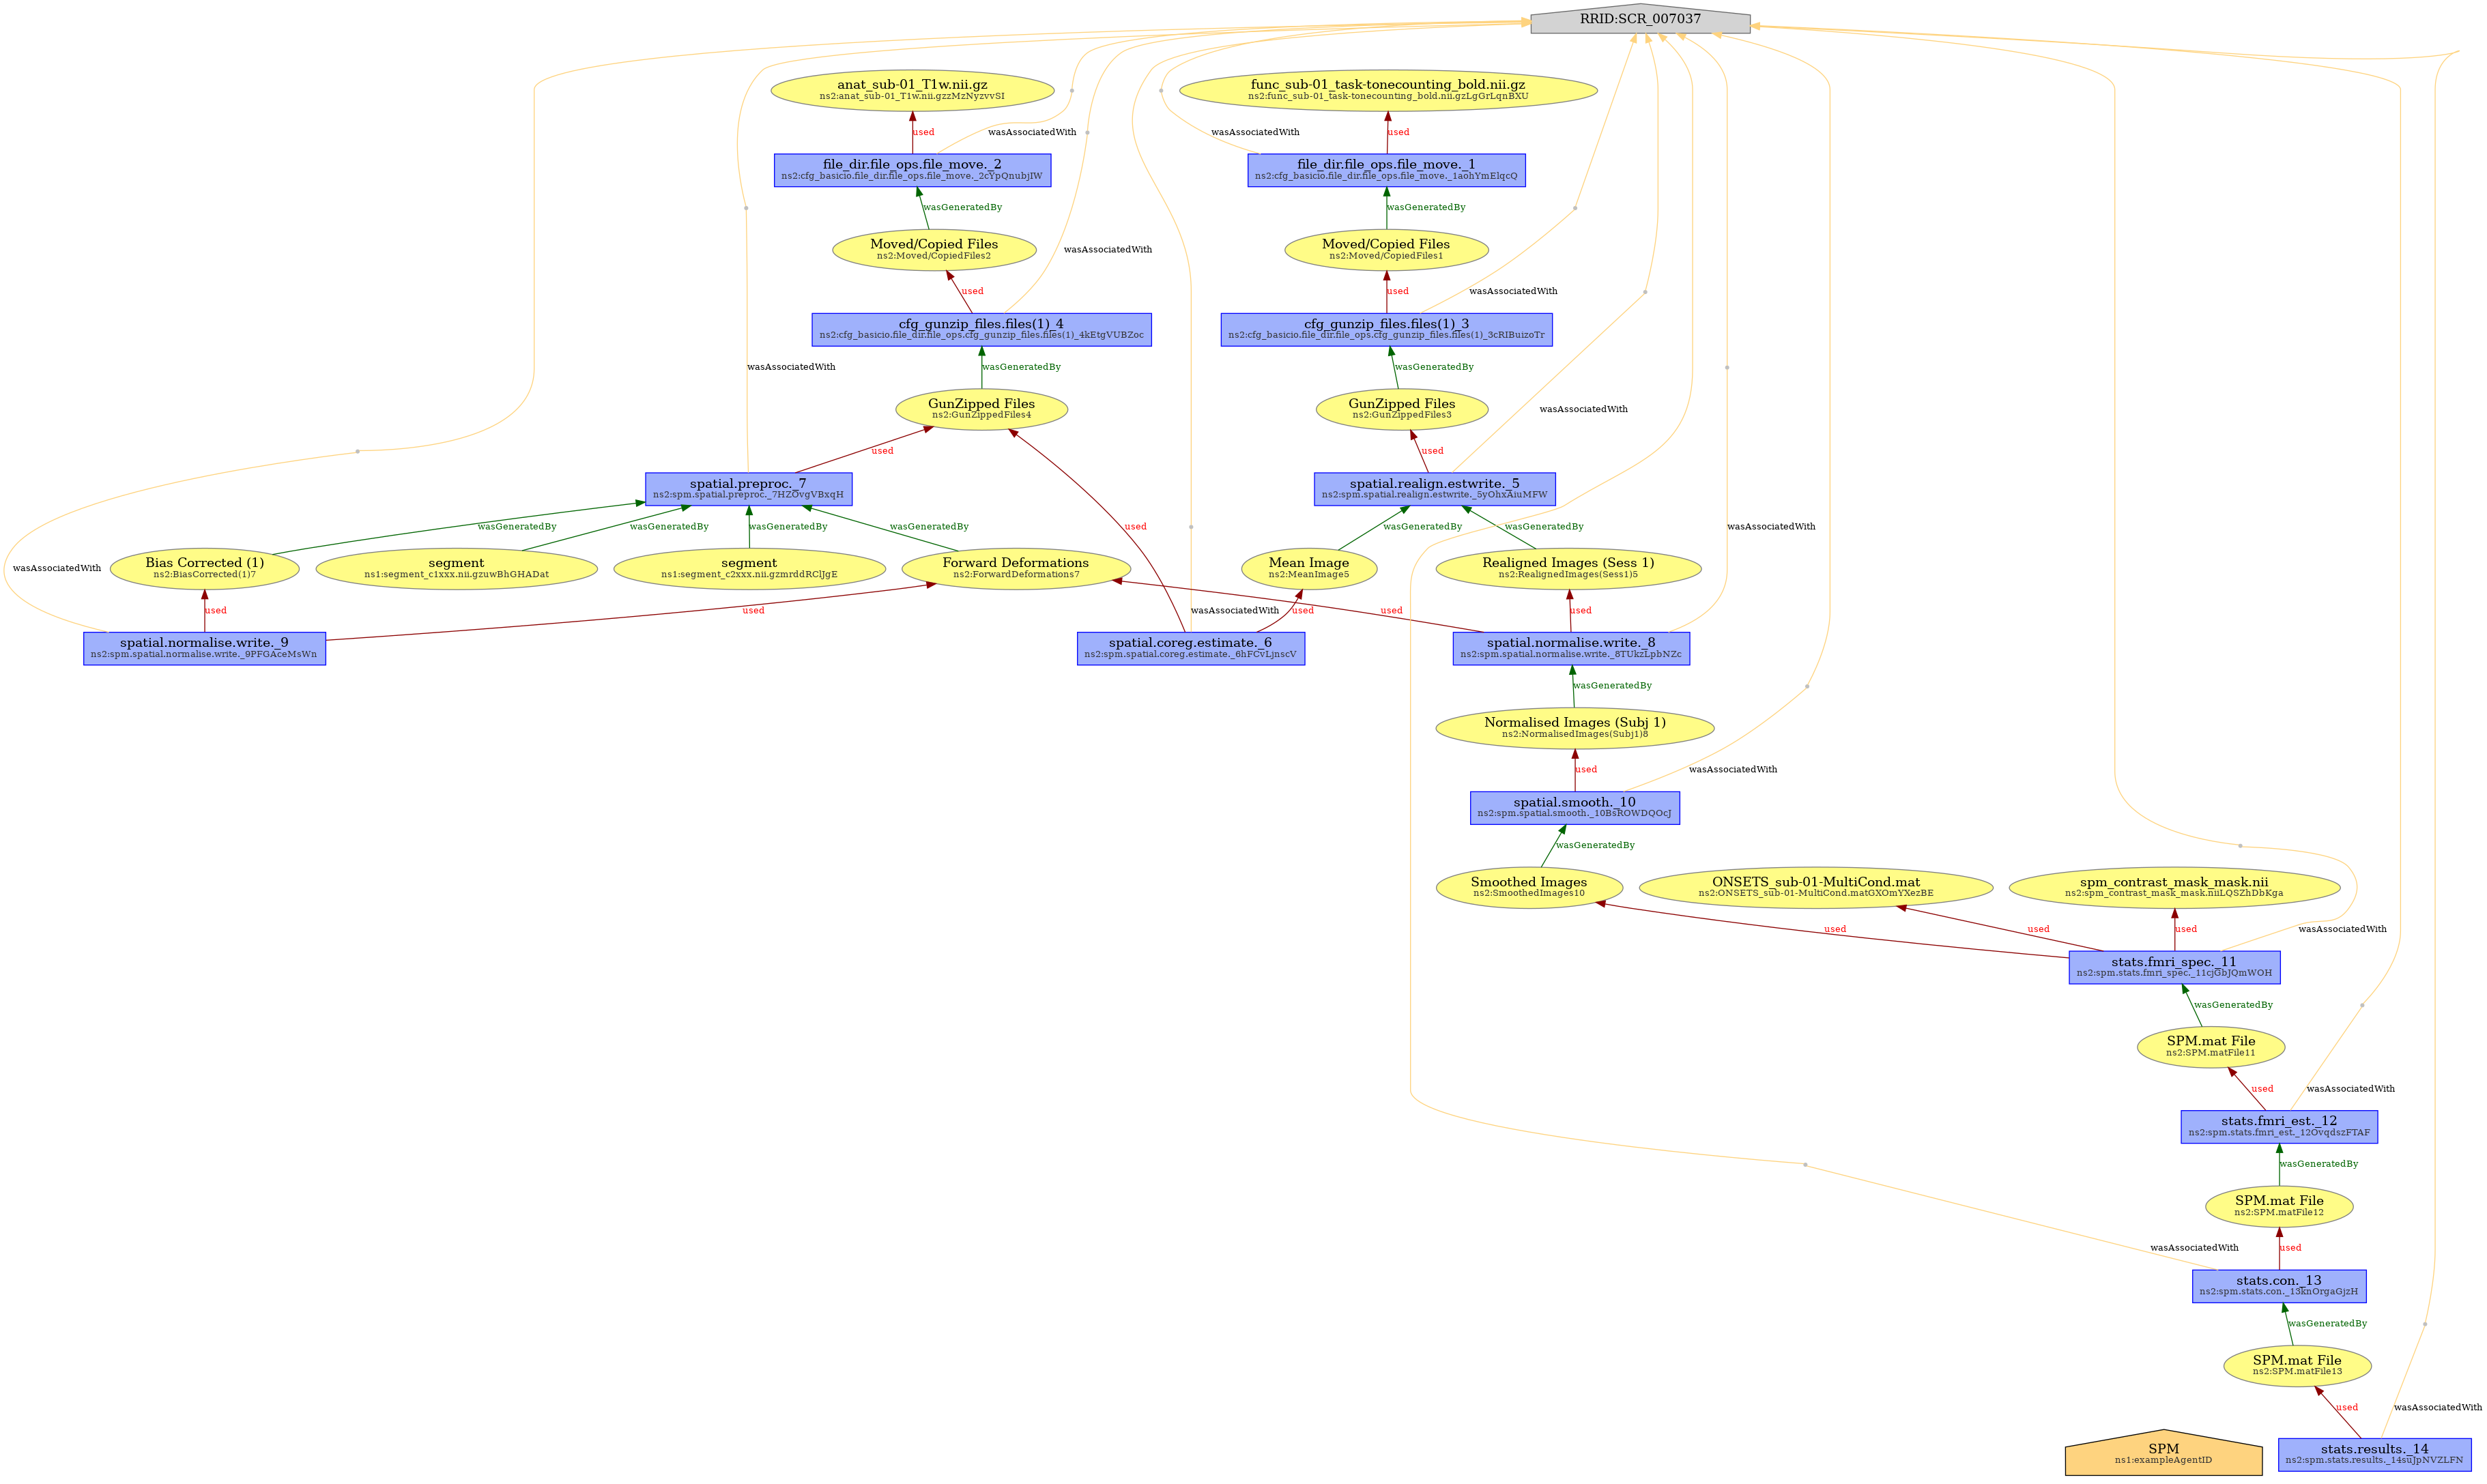 RRID:SCR_007037
anat_sub-01_T1w.nii.gz
ns2:anat_sub-01_T1w.nii.gzzMzNyzvvSI
func_sub-01_task-tonecounting_bold.nii.gz
ns2:func_sub-01_task-tonecounting_bold.nii.gzLgGrLqnBXU
used
wasAssociatedWith
wasAssociatedWith
used
file_dir.file_ops.file_move._2
ns2:cfg_basicio.file_dir.file_ops.file_move._2cYpQnubjIW
file_dir.file_ops.file_move._1
ns2:cfg_basicio.file_dir.file_ops.file_move._1aohYmElqcQ
wasGeneratedBy
wasGeneratedBy
Moved/Copied Files
ns2:Moved/CopiedFiles2
wasAssociatedWith
Moved/Copied Files
ns2:Moved/CopiedFiles1
used
used
wasAssociatedWith
cfg_gunzip_files.files(1)_4
ns2:cfg_basicio.file_dir.file_ops.cfg_gunzip_files.files(1)_4kEtgVUBZoc
cfg_gunzip_files.files(1)_3
ns2:cfg_basicio.file_dir.file_ops.cfg_gunzip_files.files(1)_3cRIBuizoTr
wasAssociatedWith
wasGeneratedBy
wasGeneratedBy
GunZipped Files
ns2:GunZippedFiles4
GunZipped Files
ns2:GunZippedFiles3
wasAssociatedWith
used
used
spatial.preproc._7
ns2:spm.spatial.preproc._7HZOvgVBxqH
spatial.realign.estwrite._5
ns2:spm.spatial.realign.estwrite._5yOhxAiuMFW
wasGeneratedBy
wasGeneratedBy
wasGeneratedBy
wasGeneratedBy
used
wasGeneratedBy
wasGeneratedBy
wasAssociatedWith
wasAssociatedWith
Bias Corrected (1)
ns2:BiasCorrected(1)7
segment
ns1:segment_c1xxx.nii.gzuwBhGHADat
segment
ns1:segment_c2xxx.nii.gzmrddRClJgE
Forward Deformations
ns2:ForwardDeformations7
Mean Image
ns2:MeanImage5
Realigned Images (Sess 1)
ns2:RealignedImages(Sess1)5
used
used
wasAssociatedWith
used
used
used
spatial.normalise.write._9
ns2:spm.spatial.normalise.write._9PFGAceMsWn
spatial.coreg.estimate._6
ns2:spm.spatial.coreg.estimate._6hFCvLjnscV
spatial.normalise.write._8
ns2:spm.spatial.normalise.write._8TUkzLpbNZc
wasGeneratedBy
Normalised Images (Subj 1)
ns2:NormalisedImages(Subj1)8
used
wasAssociatedWith
spatial.smooth._10
ns2:spm.spatial.smooth._10BsROWDQOcJ
wasGeneratedBy
Smoothed Images
ns2:SmoothedImages10
ONSETS_sub-01-MultiCond.mat
ns2:ONSETS_sub-01-MultiCond.matGXOmYXezBE
spm_contrast_mask_mask.nii
ns2:spm_contrast_mask_mask.niiLQSZhDbKga
used
used
used
wasAssociatedWith
stats.fmri_spec._11
ns2:spm.stats.fmri_spec._11cjGbJQmWOH
wasGeneratedBy
SPM.mat File
ns2:SPM.matFile11
used
wasAssociatedWith
stats.fmri_est._12
ns2:spm.stats.fmri_est._12OvqdszFTAF
wasGeneratedBy
SPM.mat File
ns2:SPM.matFile12
wasAssociatedWith
used
stats.con._13
ns2:spm.stats.con._13knOrgaGjzH
wasGeneratedBy
SPM.mat File
ns2:SPM.matFile13
used
wasAssociatedWith
SPM
ns1:exampleAgentID
stats.results._14
ns2:spm.stats.results._14suJpNVZLFN